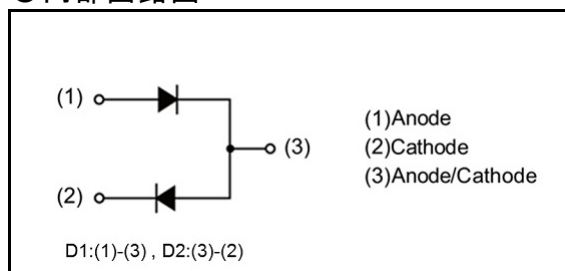 (1)
(2)
(3)
(1)Anode
(2)Cathode
(3)Anode/Cathode
D1:(1)-(3) , D2:(3)-(2)